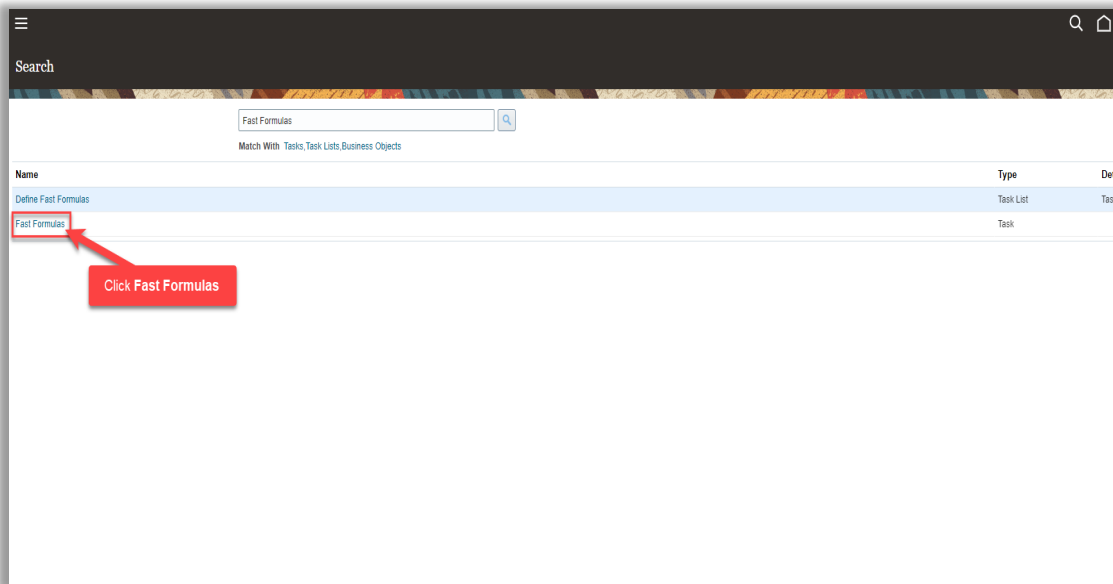 Search
Fast Formulas
Match With Tasks,Task Lists,Business Objects
Name Type
Define Fast Formulas Task List
Fast Formulas Task
Click Fast Formulas